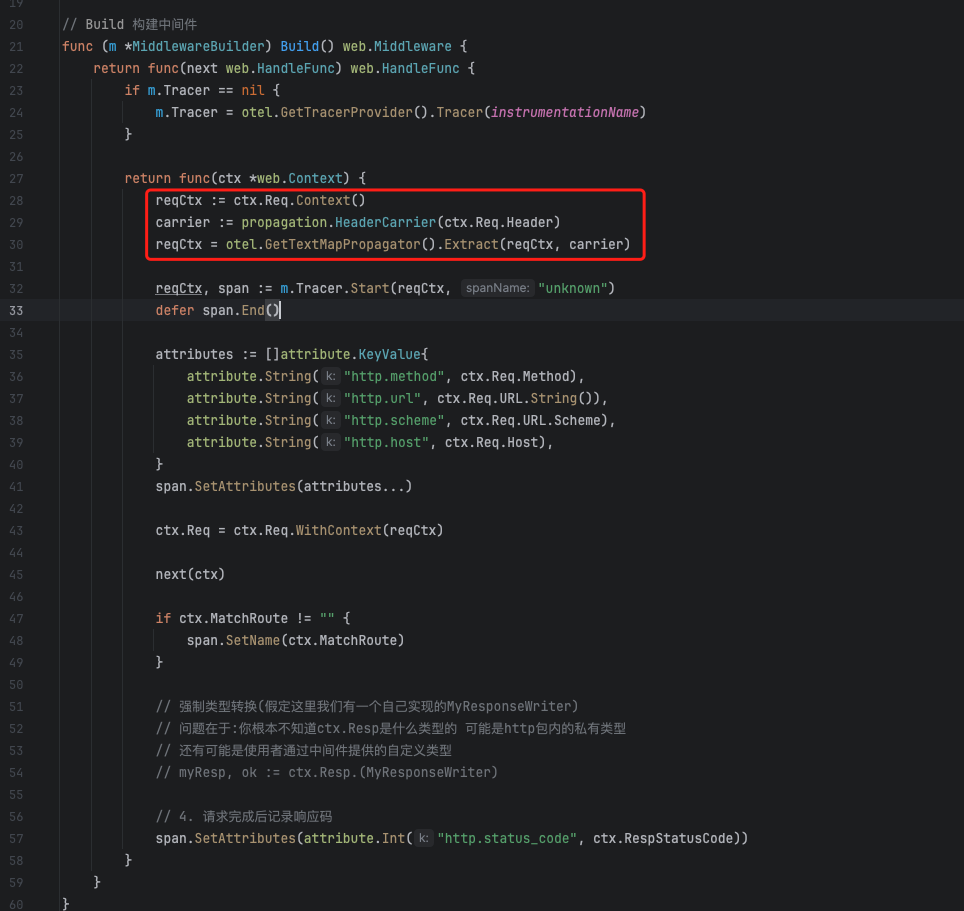 19
20 // Build 构建中间件
21 func (m *MiddlewareBuilder) Build() web.Middleware {
22 return func(next web.HandleFunc) web.HandleFunc {
23 if m.Tracer == nil {
24 m.Tracer = otel.GetTracerProvider().Tracer(instrumentationName)
25 }
26
27 return func(ctx *web.Context) {
28 reqCtx := ctx.Req.Context()
29 carrier := propagation.HeaderCarrier(ctx.Req.Header)
30 reqCtx = otel.GetTextMapPropagator().Extract(reqCtx, carrier)
31
32 reqCtx, span := m.Tracer.Start(reqCtx, spanName: "unknown")
33 defer span.End()
34
35 attributes := []attribute.KeyValue{
36 attribute.String( k: "http.method", ctx.Req.Method),
37 attribute.String( k: "http.url", ctx.Req.URL.String()),
38 attribute.String( k: "http.scheme", ctx.Req.URL.Scheme),
39 attribute.String( k: "http.host", ctx.Req.Host),
40 }
41 span.SetAttributes(attributes...)
42
43 ctx.Req = ctx.Req.WithContext(reqCtx)
44
45 next(ctx)
46
47 if ctx.MatchRoute != "" {
48 span.SetName(ctx.MatchRoute)
49 }
50
51 // 强制类型转换(假定这里我们有一个自己实现的MyResponseWriter)
52 // 问题在于:你根本不知道ctx.Resp是什么类型的 可能是http包内的私有类型
53 // 还有可能是使用者通过中间件提供的自定义类型
54 // myResp, ok := ctx.Resp.(MyResponseWriter)
55
56 // 4. 请求完成后记录响应码
57 span.SetAttributes(attribute.Int( k: "http.status_code", ctx.RespStatusCode))
58 }
59 }
60 }